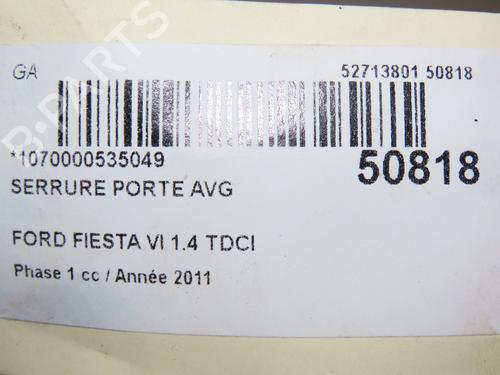 GA 52713801 50818
*1070000535049 50818
SERRURE PORTE AVG
FORD FIESTA VI 1.4 TDCI
Phase 1 cc / Année 2011
B-PARTS